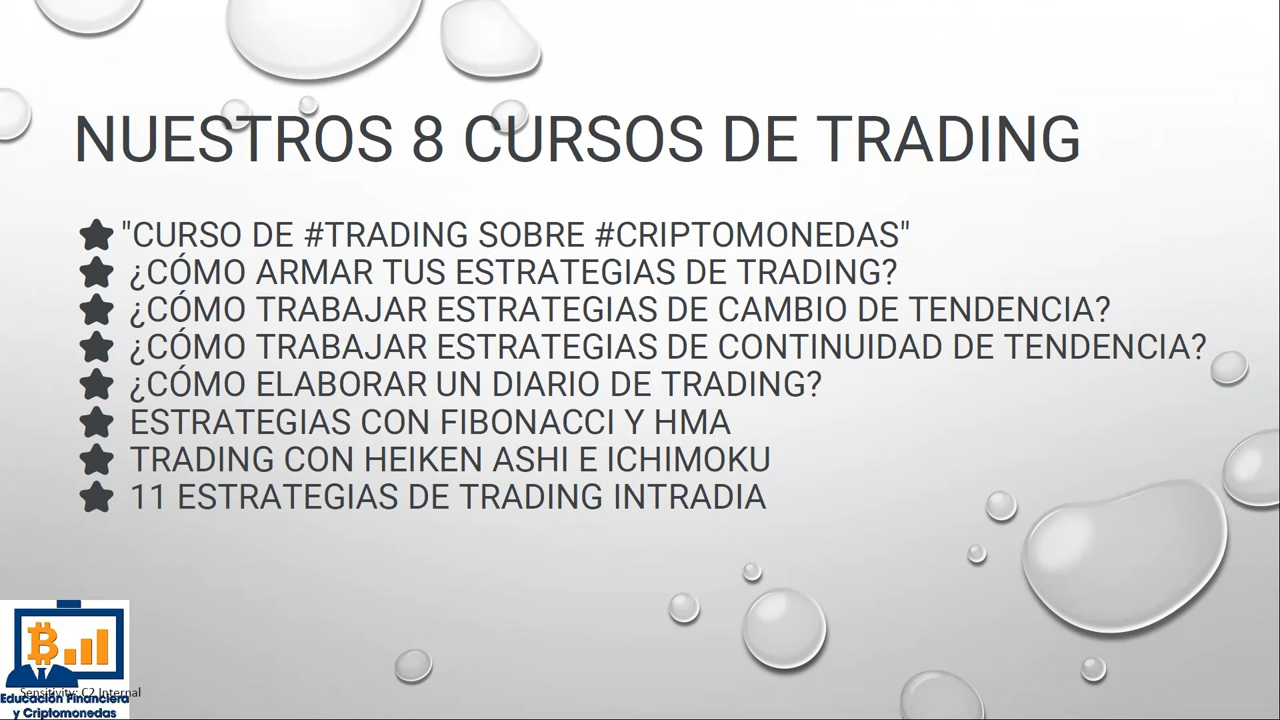 NUESTROS 8 CURSOS DE TRADING
"CURSO DE #TRADING SOBRE #CRIPTOMONEDAS"
¿CÓMO ARMAR TUS ESTRATEGIAS DE TRADING?
¿CÓMO TRABAJAR ESTRATEGIAS DE CAMBIO DE TENDENCIA?
¿CÓMO TRABAJAR ESTRATEGIAS DE CONTINUIDAD DE TENDENCIA?
¿CÓMO ELABORAR UN DIARIO DE TRADING?
ESTRATEGIAS CON FIBONACCI Y HMA
TRADING CON HEIKEN ASHI E ICHIMOKU
11 ESTRATEGIAS DE TRADING INTRADIA
Sensitivity: C2 Internal
Educación Financiera
y Criptomonedas